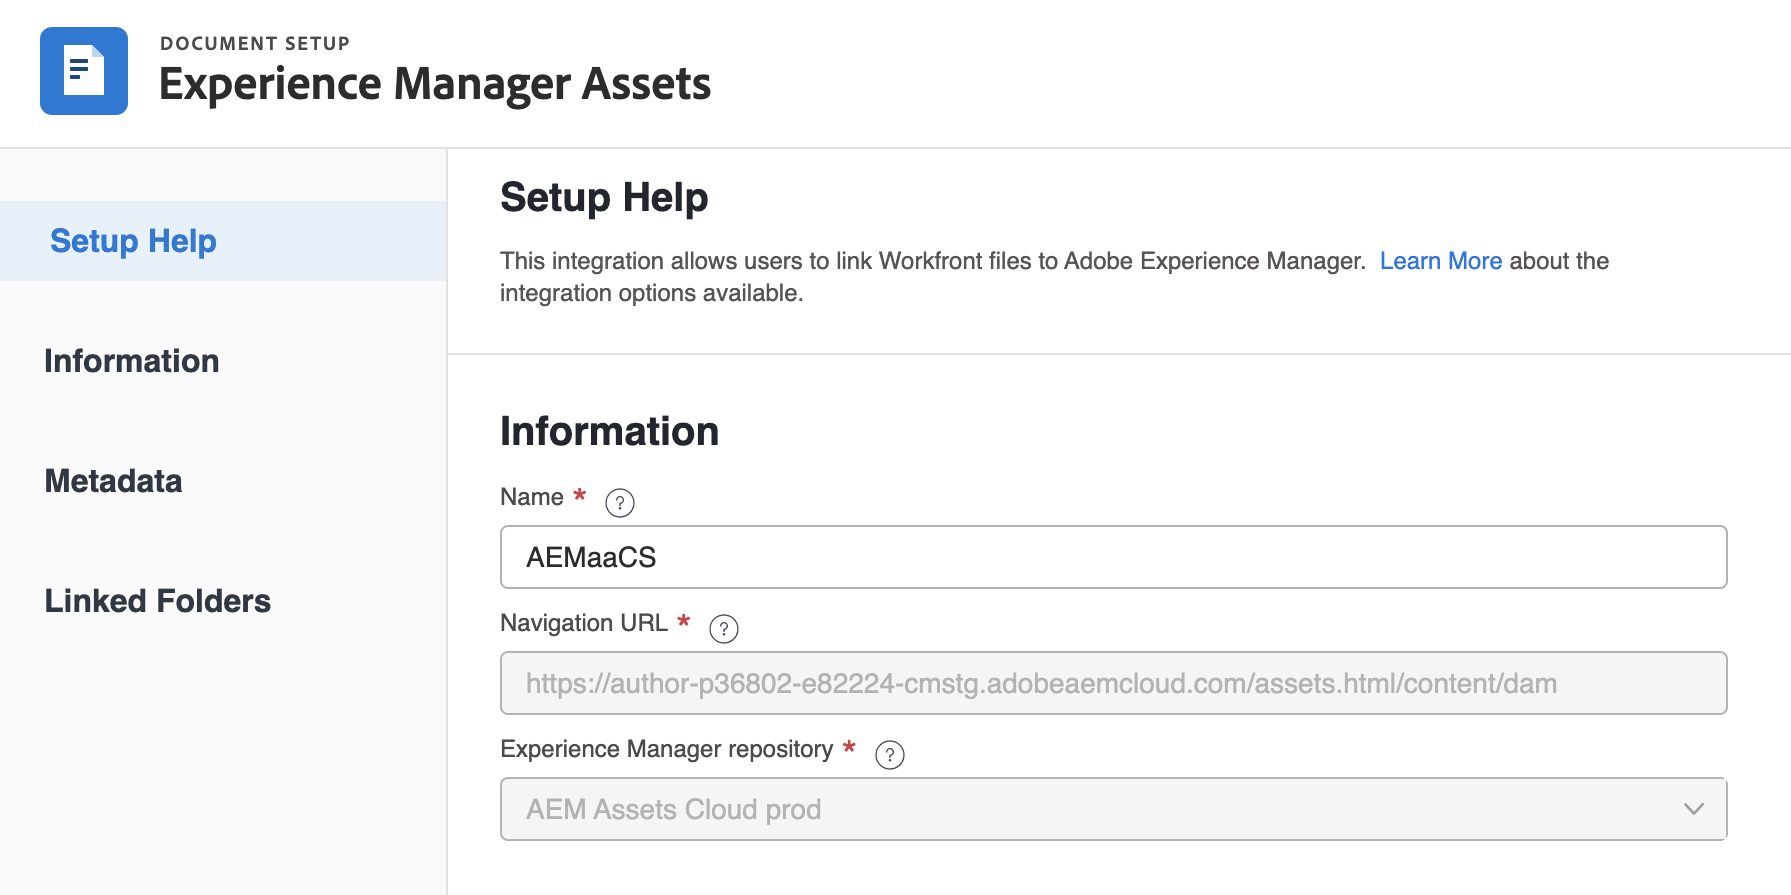 DOCUMENT SETUP
Experience Manager Assets
Setup Help
Information
Metadata
Linked Folders
Setup Help
This integration allows users to link Workfront files to Adobe Experience Manager. Learn More about the
integration options available.
Information
Name * ?
AEMaaCS
Navigation URL * ?
https://author-p36802-e82224-cmstg.adobeaemcloud.com/assets.html/content/dam
Experience Manager repository * ?
AEM Assets Cloud prod